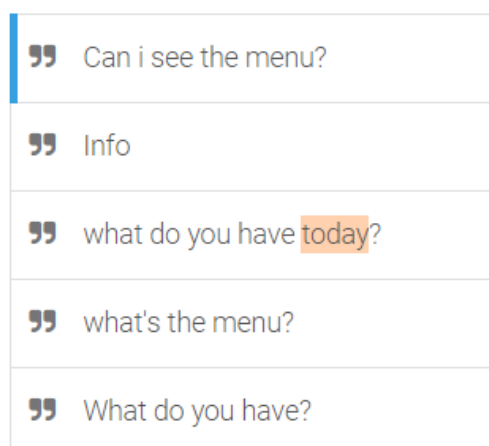 Can i see the menu?
Info
what do you have today?
what's the menu?
What do you have?